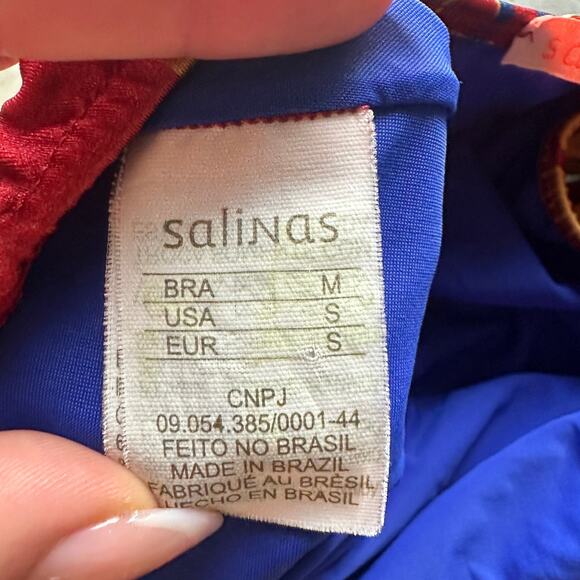 salinas
BRA M
USA S
EUR S
CNPJ
09.054.385/0001-44
FEITO NO BRASIL
MADE IN BRAZIL
FABRIQUÉ AU BRÉSIL
HECHO EN BRASIL